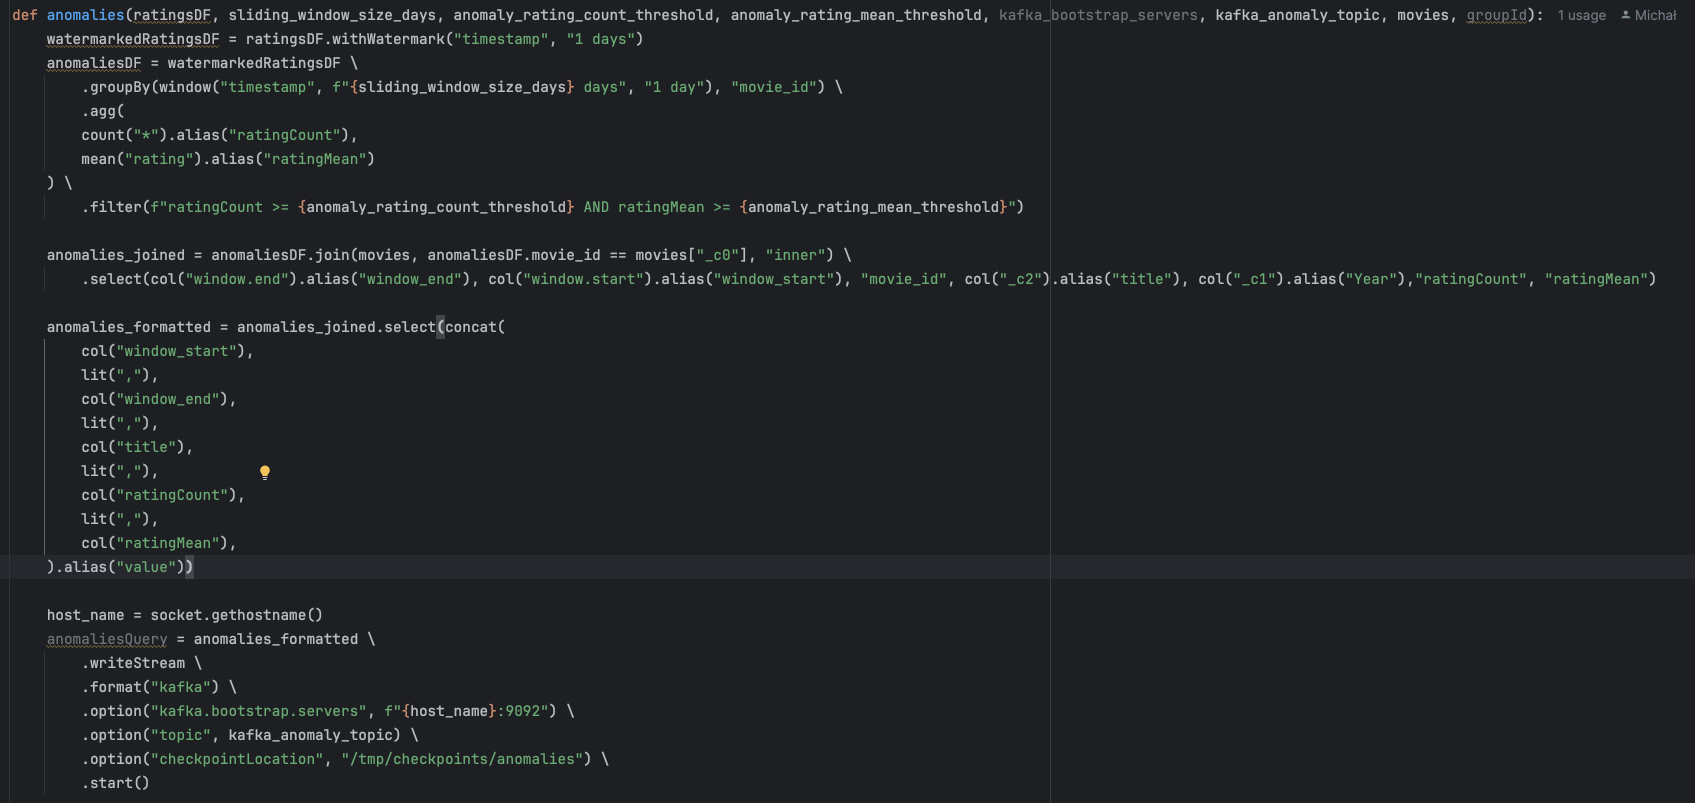 def anomalies(ratingsDF, sliding_window_size_days, anomaly_rating_count_threshold, anomaly_rating_mean_threshold, kafka_bootstrap_servers, kafka_anomaly_topic, movies, groupId): 1 usage Michał
    watermarkedRatingsDF = ratingsDF.withWatermark("timestamp", "1 days")
    anomaliesDF = watermarkedRatingsDF \
        .groupBy(window("timestamp", f"{sliding_window_size_days} days", "1 day"), "movie_id") \
        .agg(
        count("*").alias("ratingCount"),
        mean("rating").alias("ratingMean")
    ) \
        .filter(f"ratingCount >= {anomaly_rating_count_threshold} AND ratingMean >= {anomaly_rating_mean_threshold}")

    anomalies_joined = anomaliesDF.join(movies, anomaliesDF.movie_id == movies["_c0"], "inner") \
        .select(col("window.end").alias("window_end"), col("window.start").alias("window_start"), "movie_id", col("_c2").alias("title"), col("_c1").alias("Year"),"ratingCount", "ratingMean")

    anomalies_formatted = anomalies_joined.select(concat(
        col("window_start"),
        lit(","),
        col("window_end"),
        lit(","),
        col("title"),
        lit(","),
        col("ratingCount"),
        lit(","),
        col("ratingMean"),
    ).alias("value"))

    host_name = socket.gethostname()
    anomaliesQuery = anomalies_formatted \
        .writeStream \
        .format("kafka") \
        .option("kafka.bootstrap.servers", f"{host_name}:9092") \
        .option("topic", kafka_anomaly_topic) \
        .option("checkpointLocation", "/tmp/checkpoints/anomalies") \
        .start()